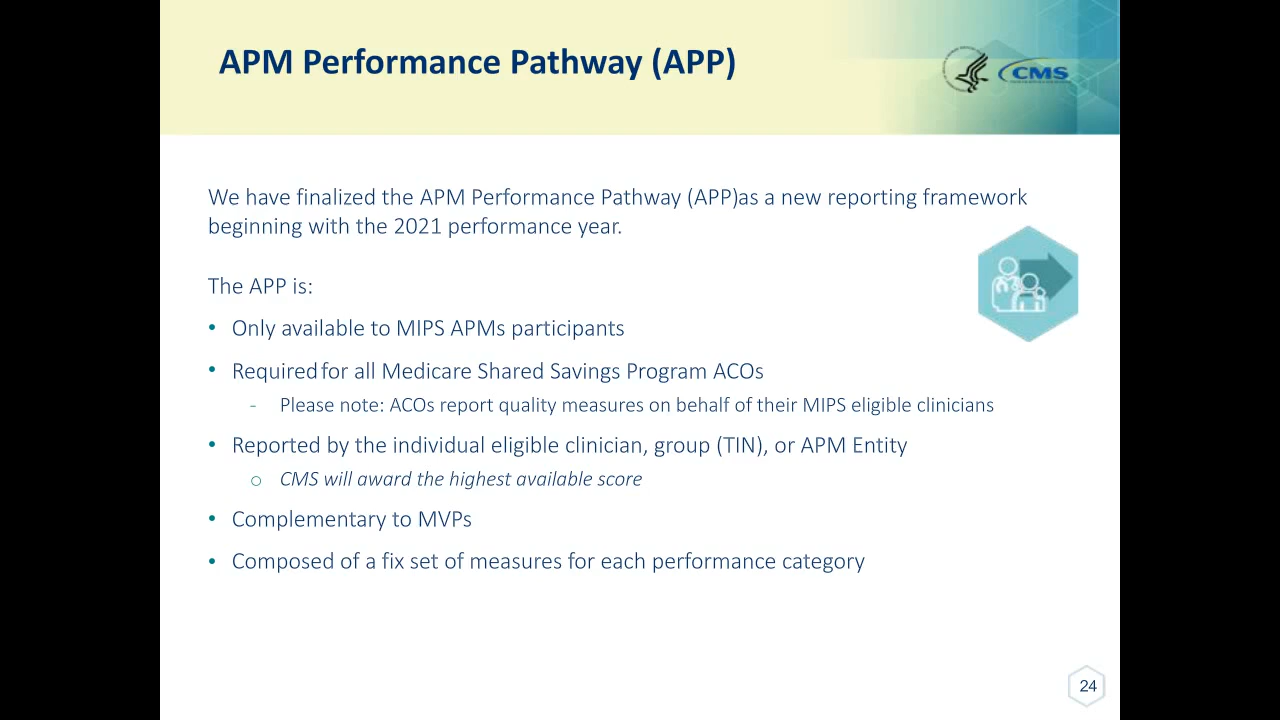 APM Performance Pathway (APP)
CMS
We have finalized the APM Performance Pathway (APP)as a new reporting framework
beginning with the 2021 performance year.
The APP is:
• Only available to MIPS APMs participants
• Required for all Medicare Shared Savings Program ACOs
- Please note: ACOs report quality measures on behalf of their MIPS eligible clinicians
• Reported by the individual eligible clinician, group (TIN), or APM Entity
o CMS will award the highest available score
• Complementary to MVPs
• Composed of a fix set of measures for each performance category
24